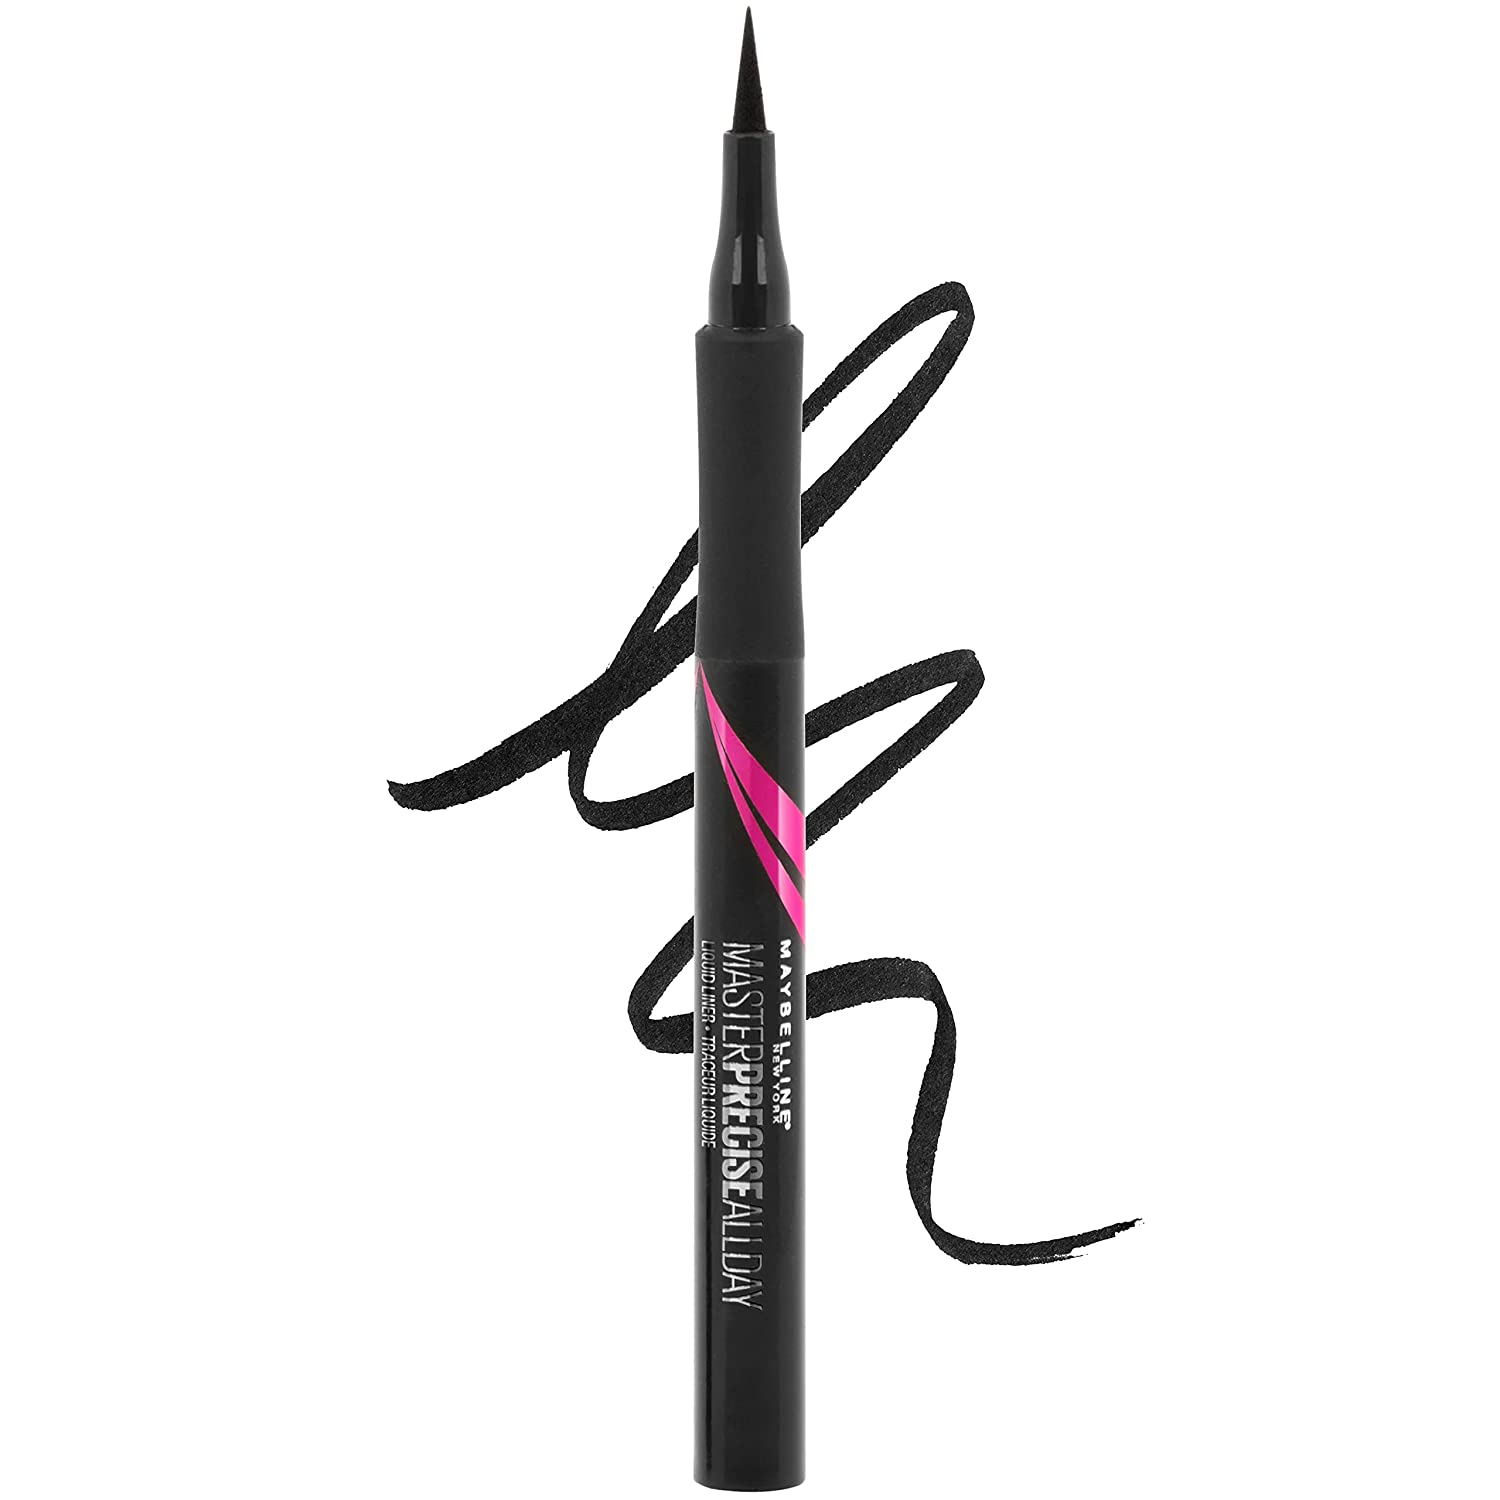 MAYBELLINE
NEW YORK
MASTERPRECISEALLDAY
LIQUID LINER • TRACEUR LIQUIDE